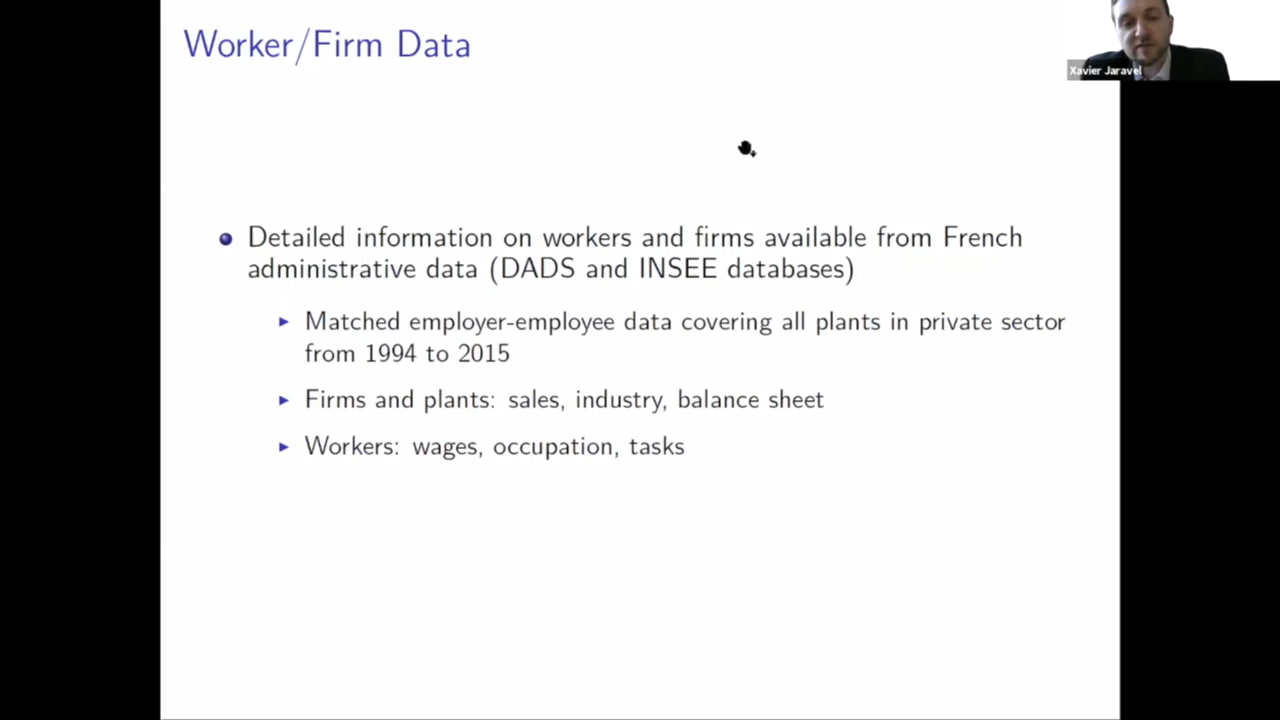 Worker/Firm Data
Xavier Jaravel
Detailed information on workers and firms available from French
administrative data (DADS and INSEE databases)
Matched employer-employee data covering all plants in private sector
from 1994 to 2015
Firms and plants: sales, industry, balance sheet
Workers: wages, occupation, tasks